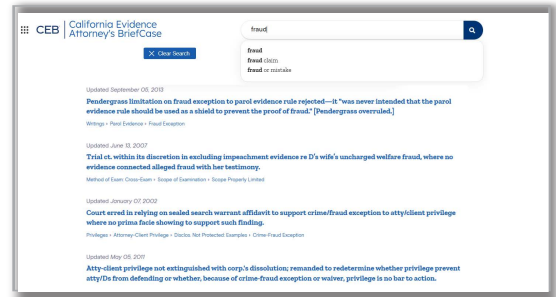 CEB
California Evidence
Attorney's BriefCase
fraud
X Clear Search
fraud
fraud claim
fraud or mistake
Updated September 05, 2013
Pendergrass limitation on fraud exception to parol evidence rule rejected—it "was never intended that the parol
evidence rule should be used as a shield to prevent the proof of fraud." [Pendergrass overruled.]
Writings • Parol Evidence • Fraud Exception
Updated June 13, 2007
Trial ct. within its discretion in excluding impeachment evidence re D's wife's uncharged welfare fraud, where no
evidence connected alleged fraud with her testimony.
Method of Exam: Cross-Exam • Scope of Examination • Scope Properly Limited
Updated January 07, 2002
Court erred in relying on sealed search warrant affidavit to support crime/fraud exception to atty/client privilege
where no prima facie showing to support such finding.
Privileges • Attorney-Client Privilege • Disclos. Not Protected: Examples • Crime-Fraud Exception
Updated May 05, 2011
Atty-client privilege not extinguished with corp.'s dissolution; remanded to redetermine whether privilege prevent
atty/Ds from defending or whether, because of crime-fraud exception or waiver, privilege is no bar to action.